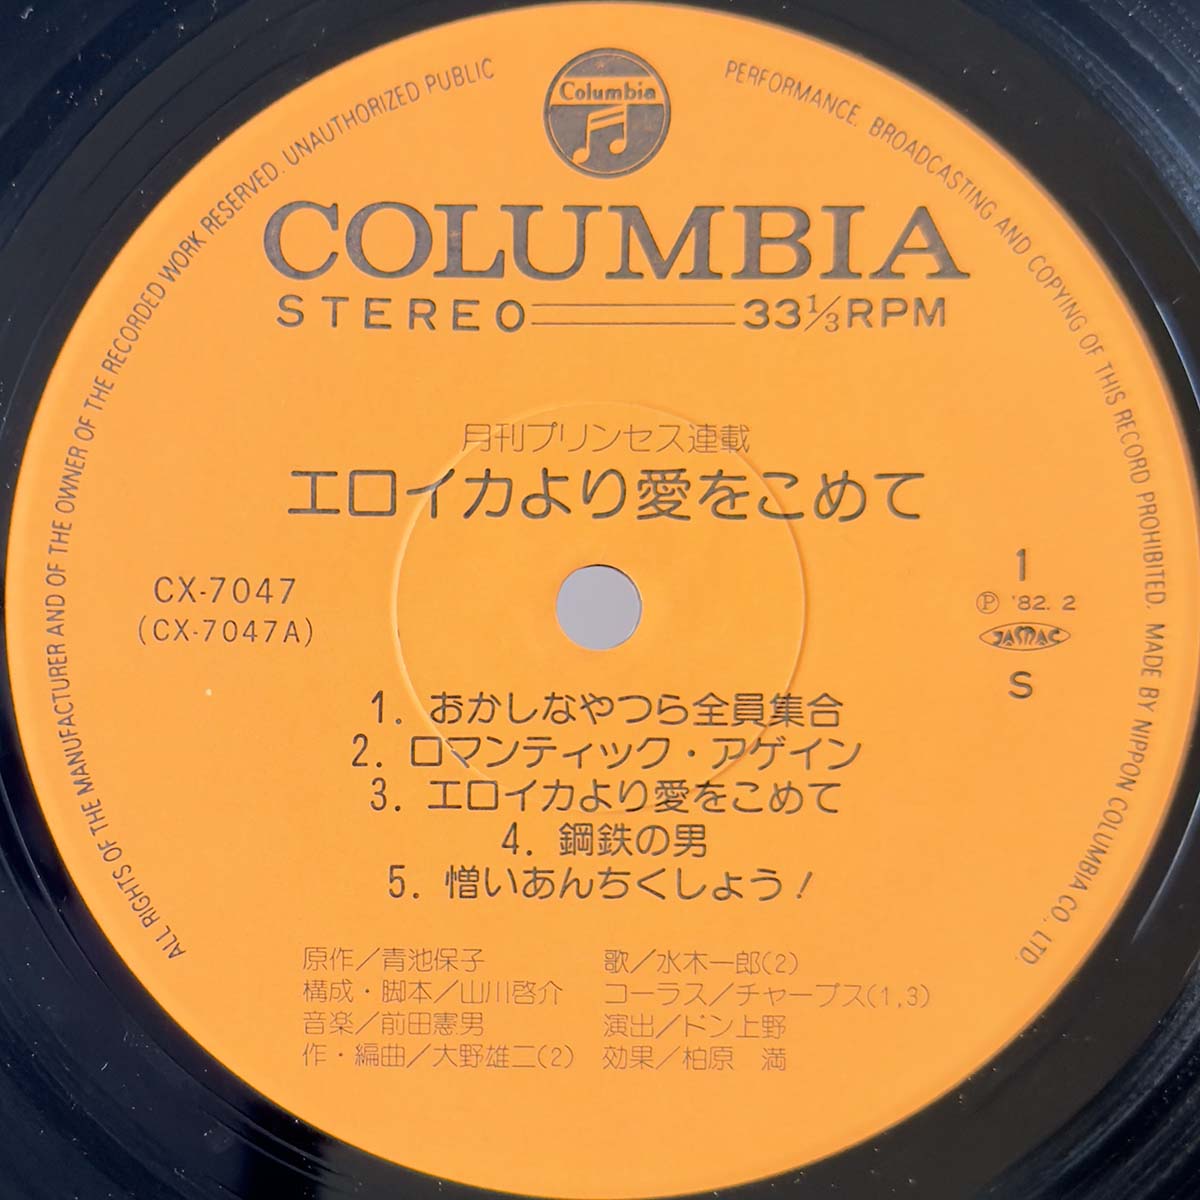 ALL RIGHTS OF THE MANUFACTURER AND OF THE OWNER OF THE RECORDED WORK RESERVED. UNAUTHORIZED PUBLIC PERFORMANCE, BROADCASTING AND COPYING OF THIS RECORD PROHIBITED. MADE BY NIPPON COLUMBIA CO., LTD.
Columbia
COLUMBIA
STEREO 33⅓RPM
月刊プリンセス連載
エロイカより愛をこめて
CX-7047
(CX-7047A)
1
Ⓟ '82. 2
JASRAC
S
1. おかしなやつら全員集合
2. ロマンティック・アゲイン
3. エロイカより愛をこめて
4. 鋼鉄の男
5. 憎いあんちくしょう!
原作/青池保子 歌/水木一郎(2)
構成・脚本/山川啓介 コーラス/チャープス(1,3)
音楽/前田憲男 演出/ドン上野
作・編曲/大野雄二(2) 効果/柏原 満